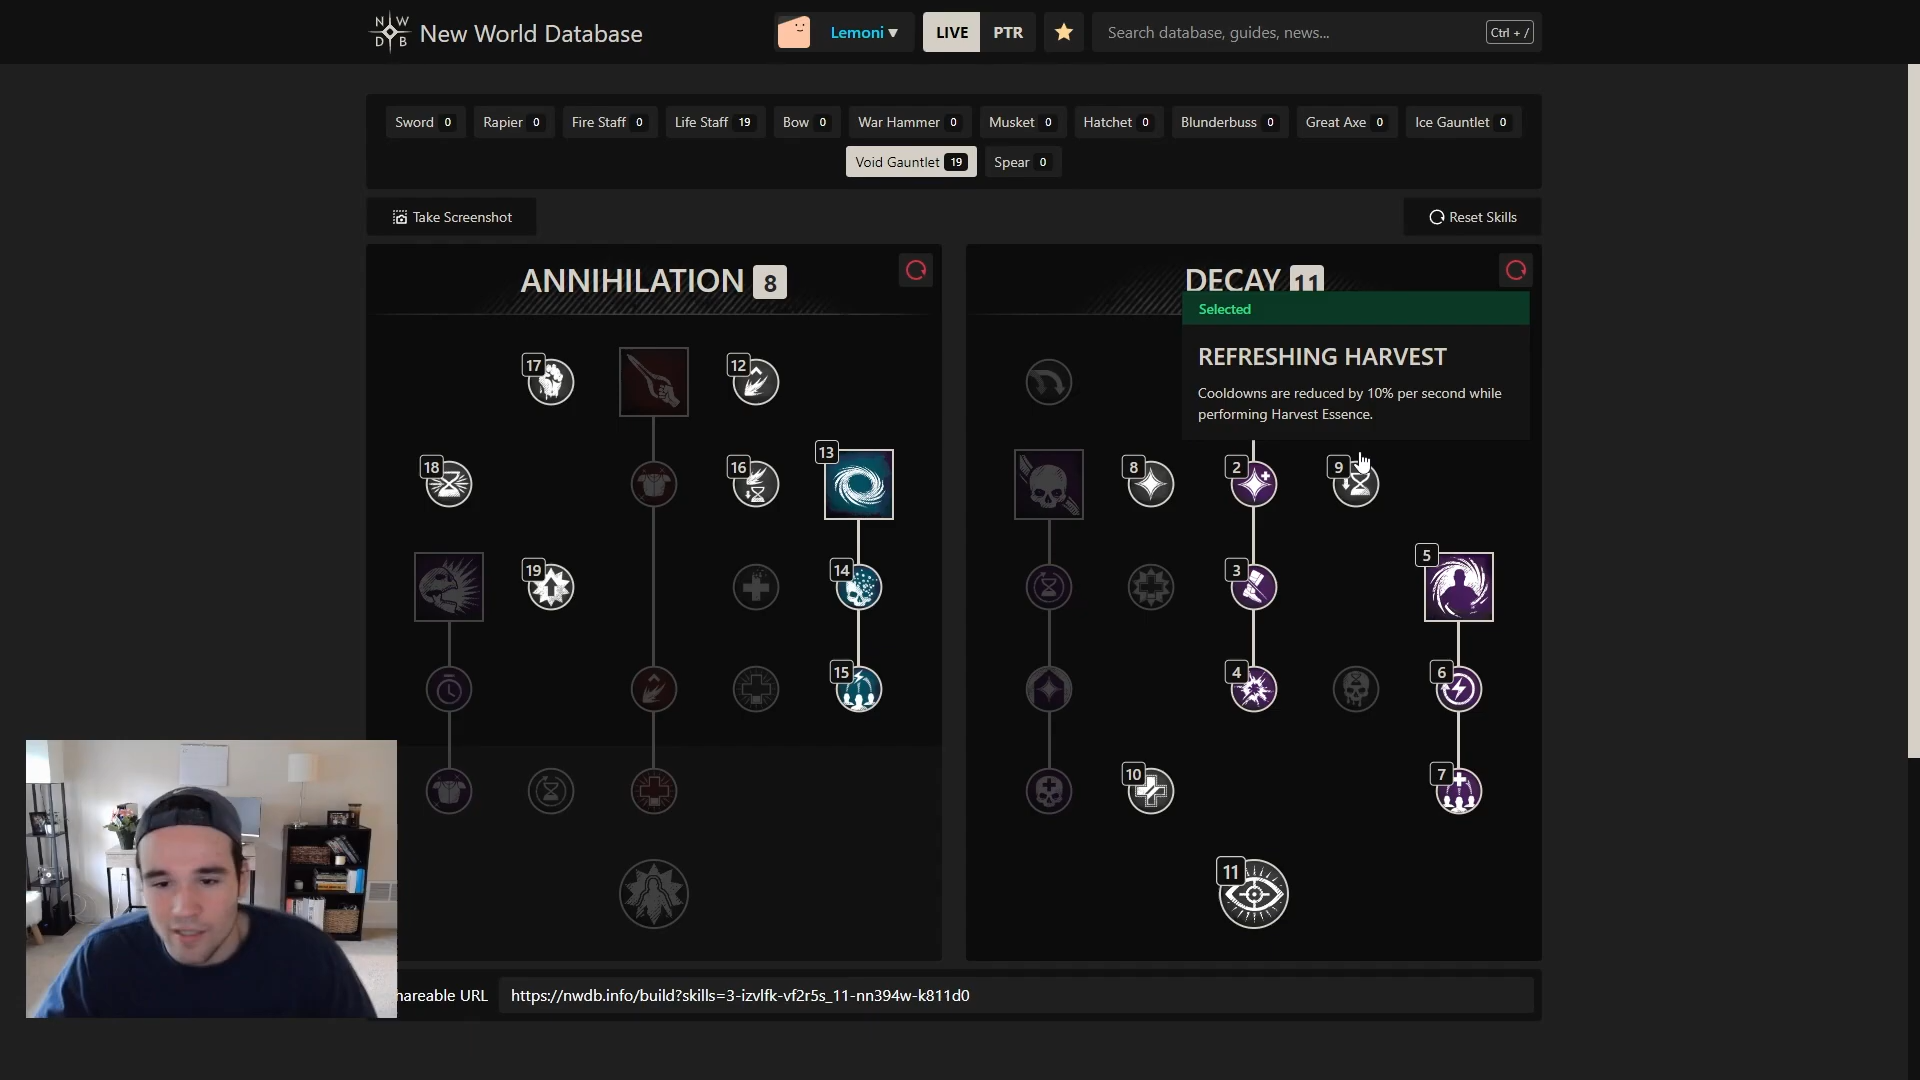 NW
DB
New World Database
Lemoni ▾
LIVE
PTR
Search database, guides, news...
Ctrl + /
Sword 0
Rapier 0
Fire Staff 0
Life Staff 19
Bow 0
War Hammer 0
Musket 0
Hatchet 0
Blunderbuss 0
Great Axe 0
Ice Gauntlet 0
Void Gauntlet 19
Spear 0
Take Screenshot
Reset Skills
ANNIHILATION 8
17
12
18
16
13
19
14
15
DECAY 11
Selected
REFRESHING HARVEST
Cooldowns are reduced by 10% per second while
performing Harvest Essence.
8
2
9
3
5
4
6
10
7
11
hareable URL
https://nwdb.info/build?skills=3-izvlfk-vf2r5s_11-nn394w-k811d0